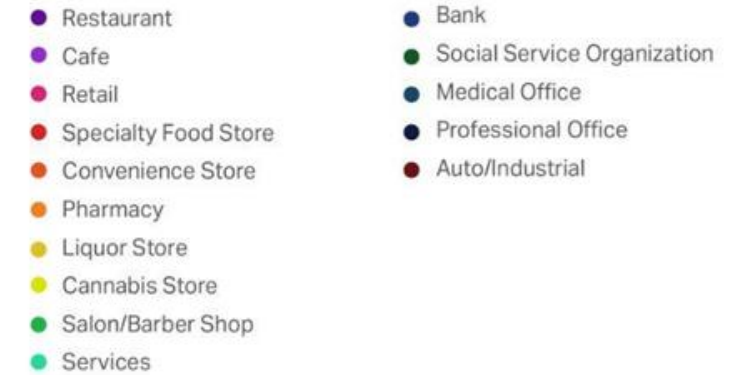 Restaurant
Cafe
Retail
Specialty Food Store
Convenience Store
Pharmacy
Liquor Store
Cannabis Store
Salon/Barber Shop
Services
Bank
Social Service Organization
Medical Office
Professional Office
Auto/Industrial